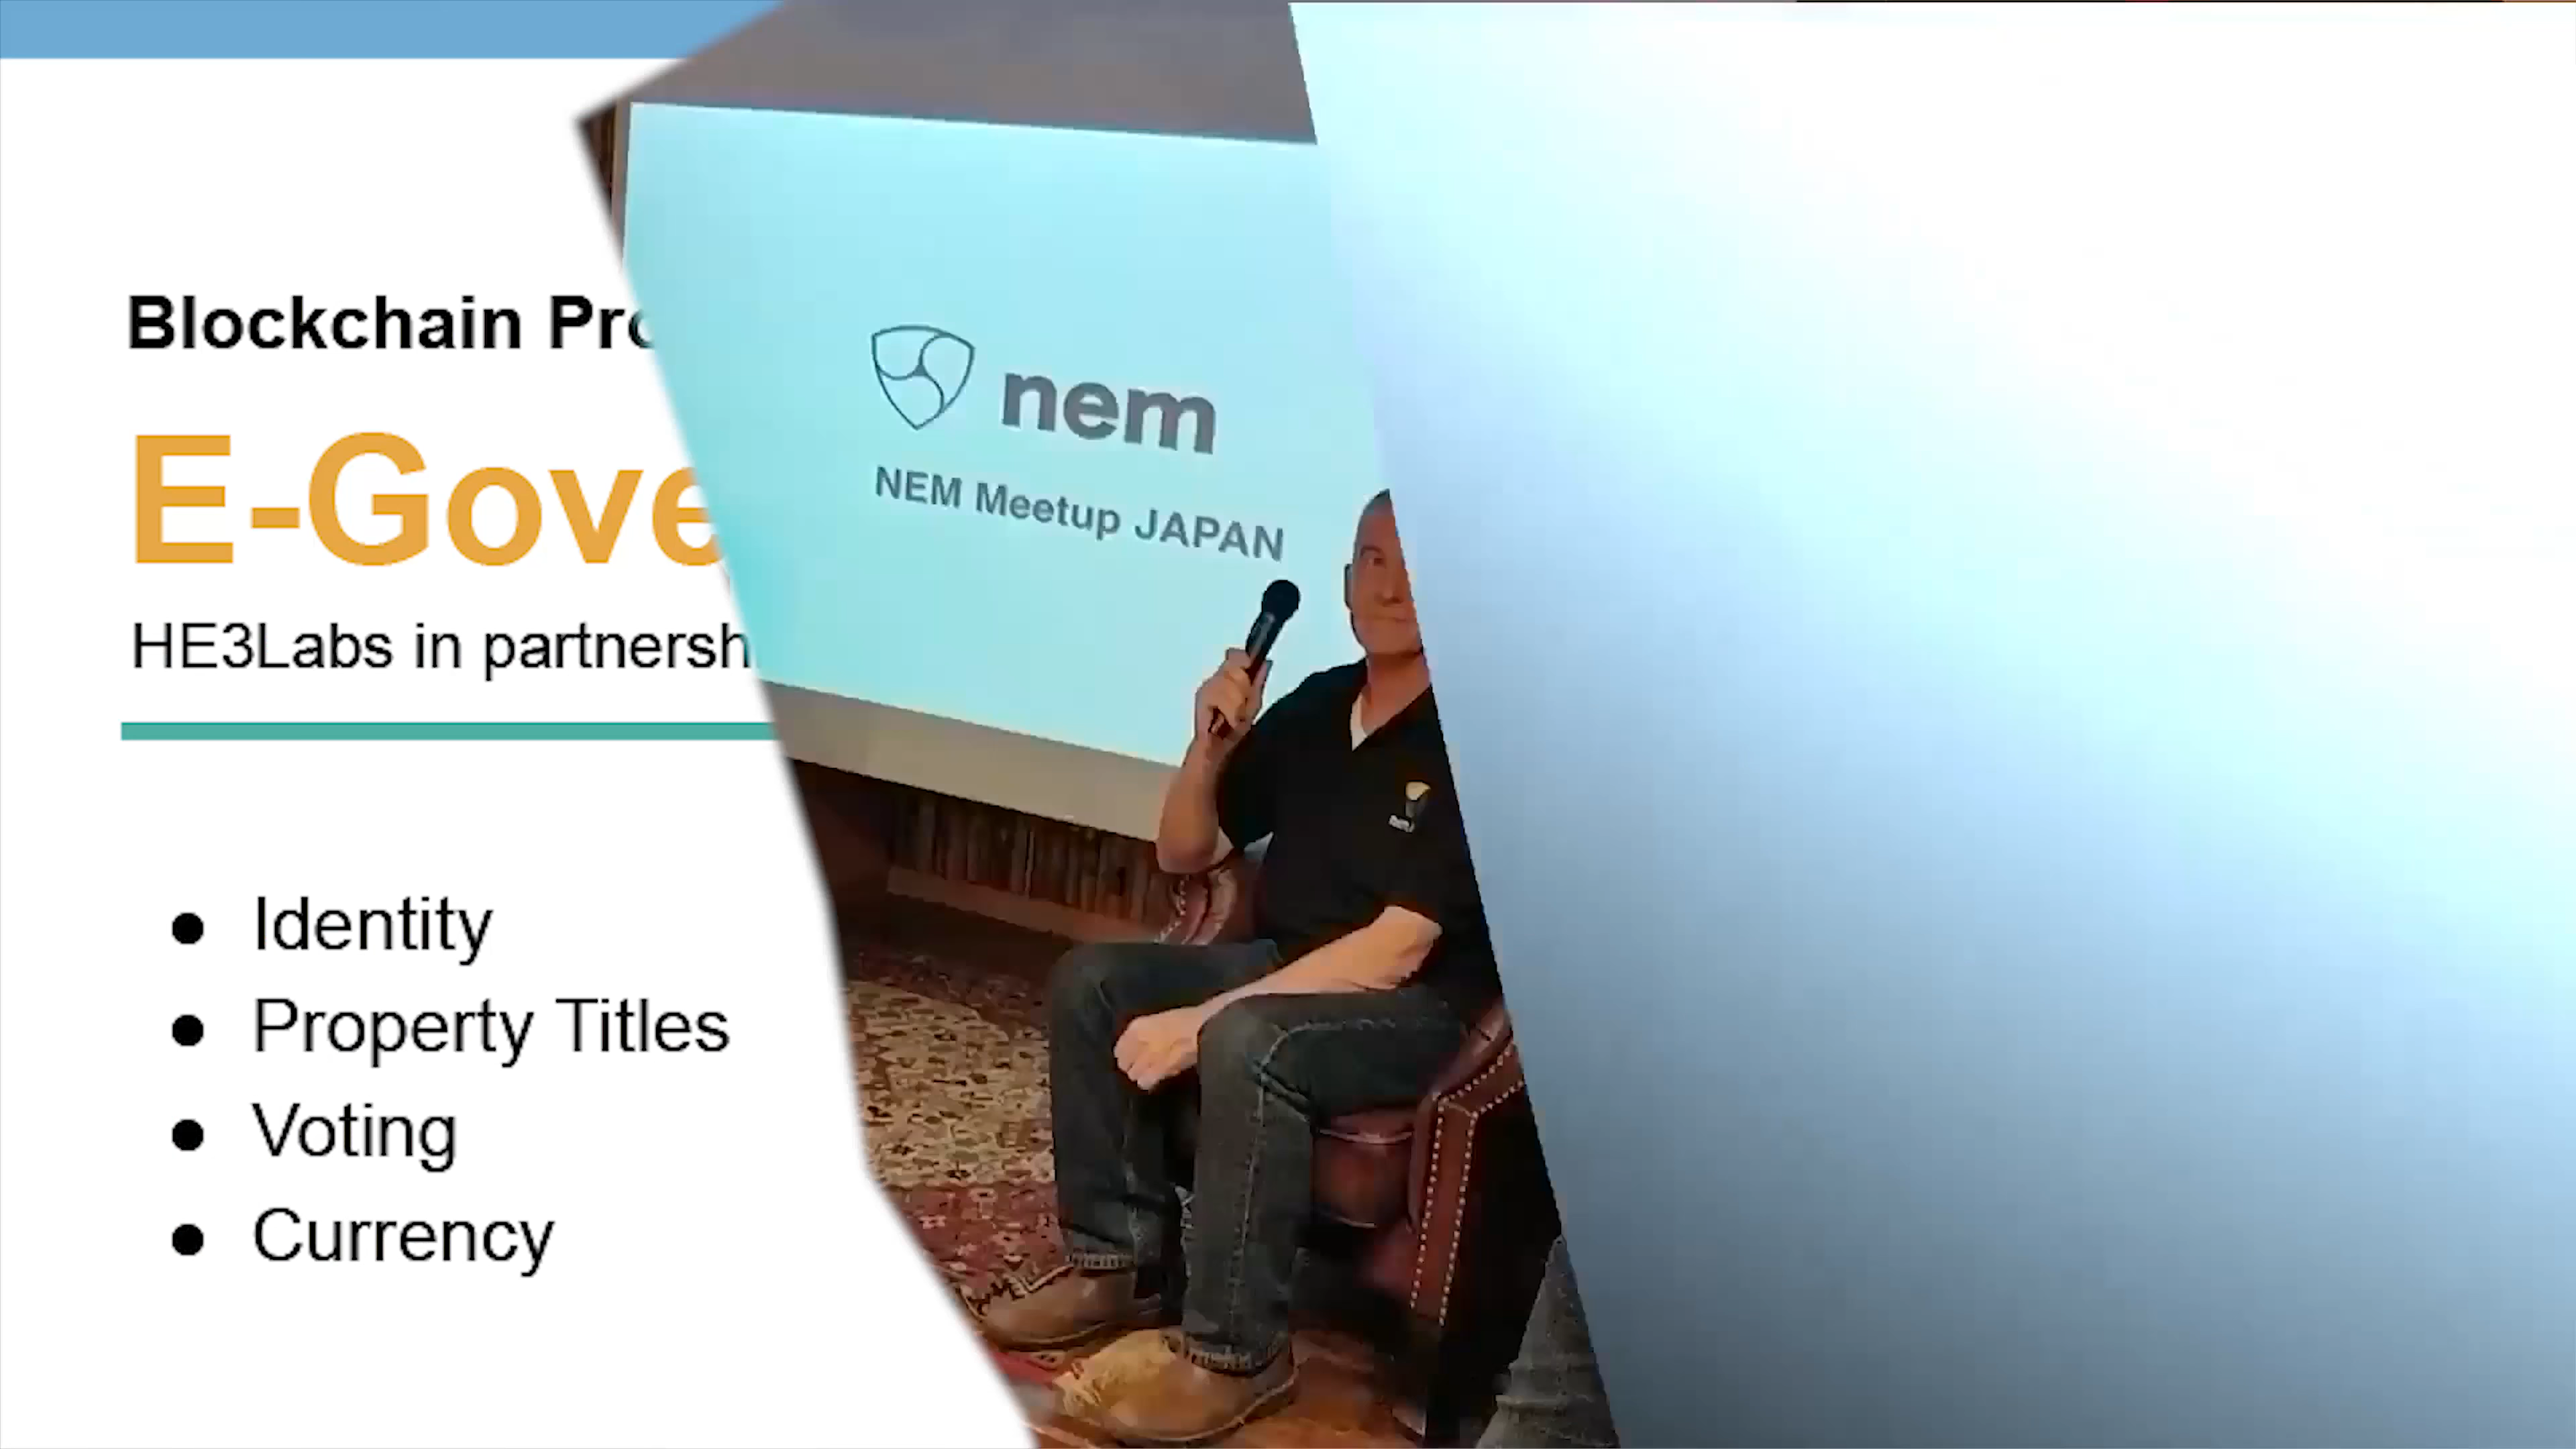 Blockchain Pro
E-Gove
HE3Labs in partnersh
Identity
Property Titles
Voting
Currency
nem
NEM Meetup JAPAN